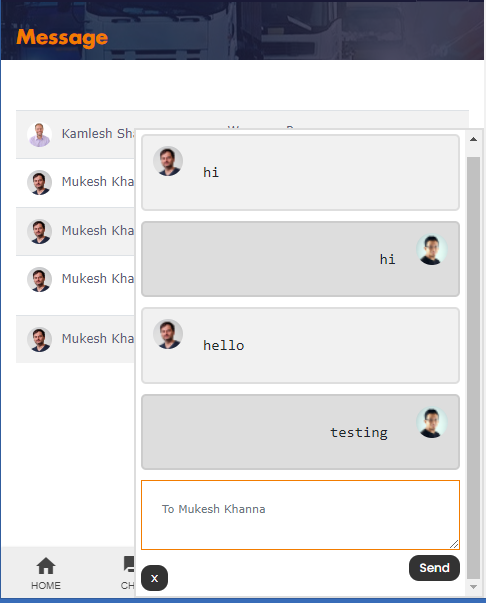 Message
Kamlesh Sha
Mukesh Kha
Mukesh Kha
Mukesh Kha
Mukesh Kha
hi
hi
hello
testing
To Mukesh Khanna
Send
x
HOME
CH